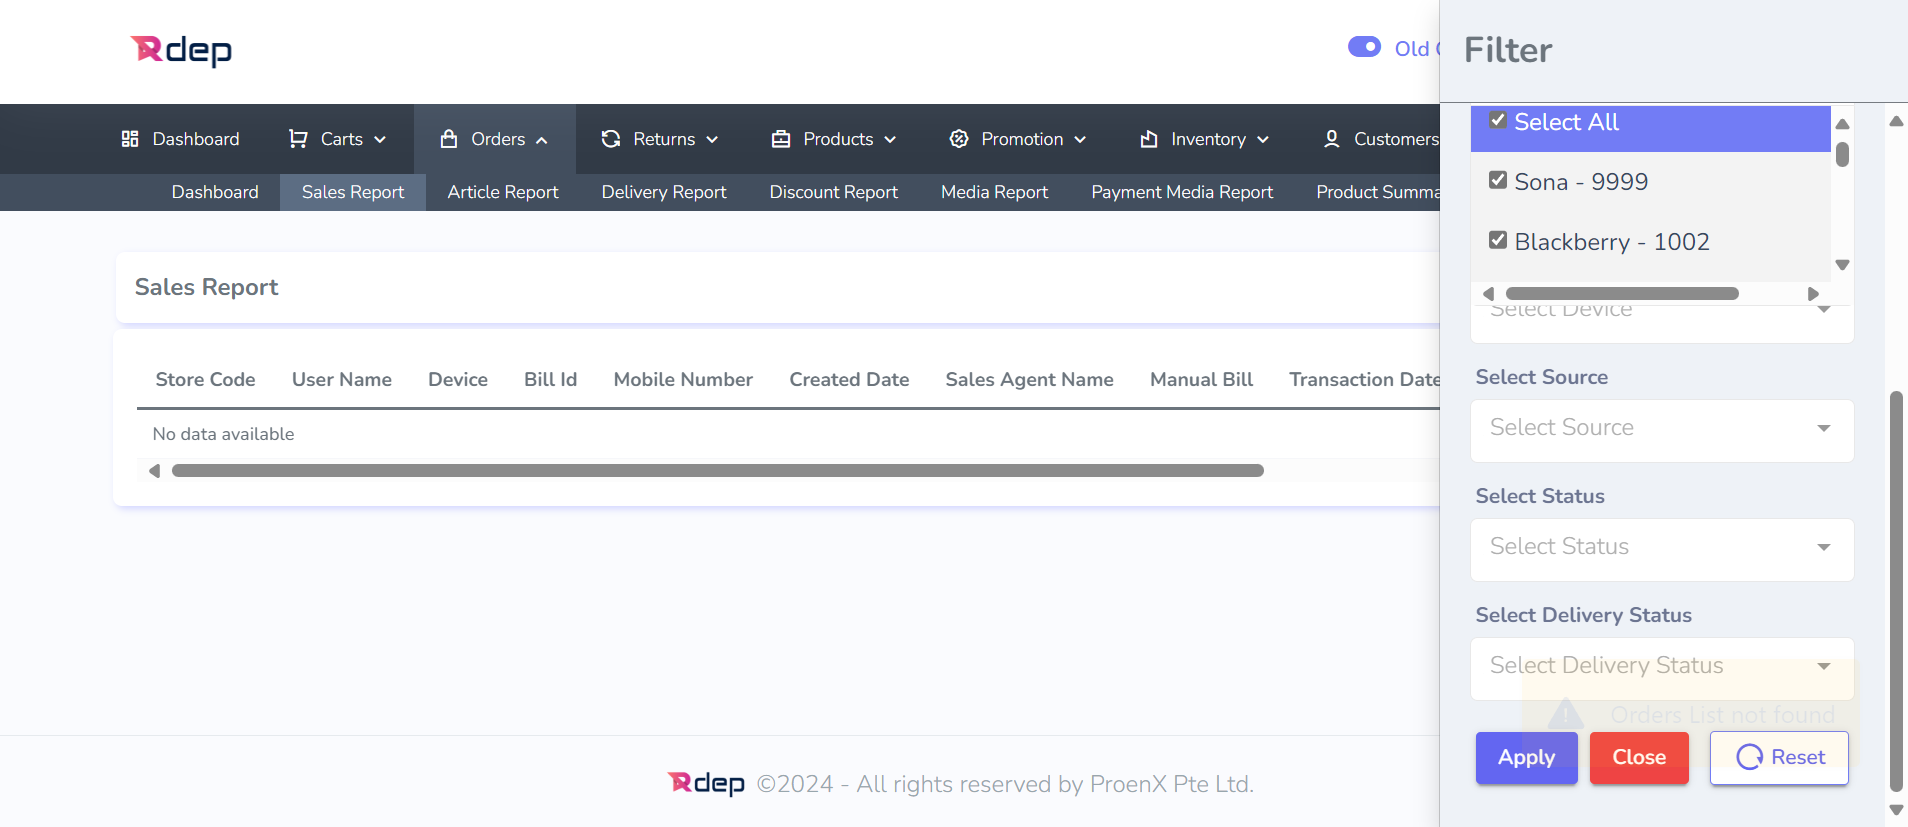 Rdep
Old
Filter
Dashboard
Carts
Orders
Returns
Products
Promotion
Inventory
Customers
Dashboard
Sales Report
Article Report
Delivery Report
Discount Report
Media Report
Payment Media Report
Product Summa
Sales Report
Store Code
User Name
Device
Bill Id
Mobile Number
Created Date
Sales Agent Name
Manual Bill
Transaction Date
No data available
Select All
Sona - 9999
Blackberry - 1002
Select Device
Select Source
Select Source
Select Status
Select Status
Select Delivery Status
Select Delivery Status
Orders List not found
Apply
Close
Reset
Rdep ©2024 - All rights reserved by ProenX Pte Ltd.